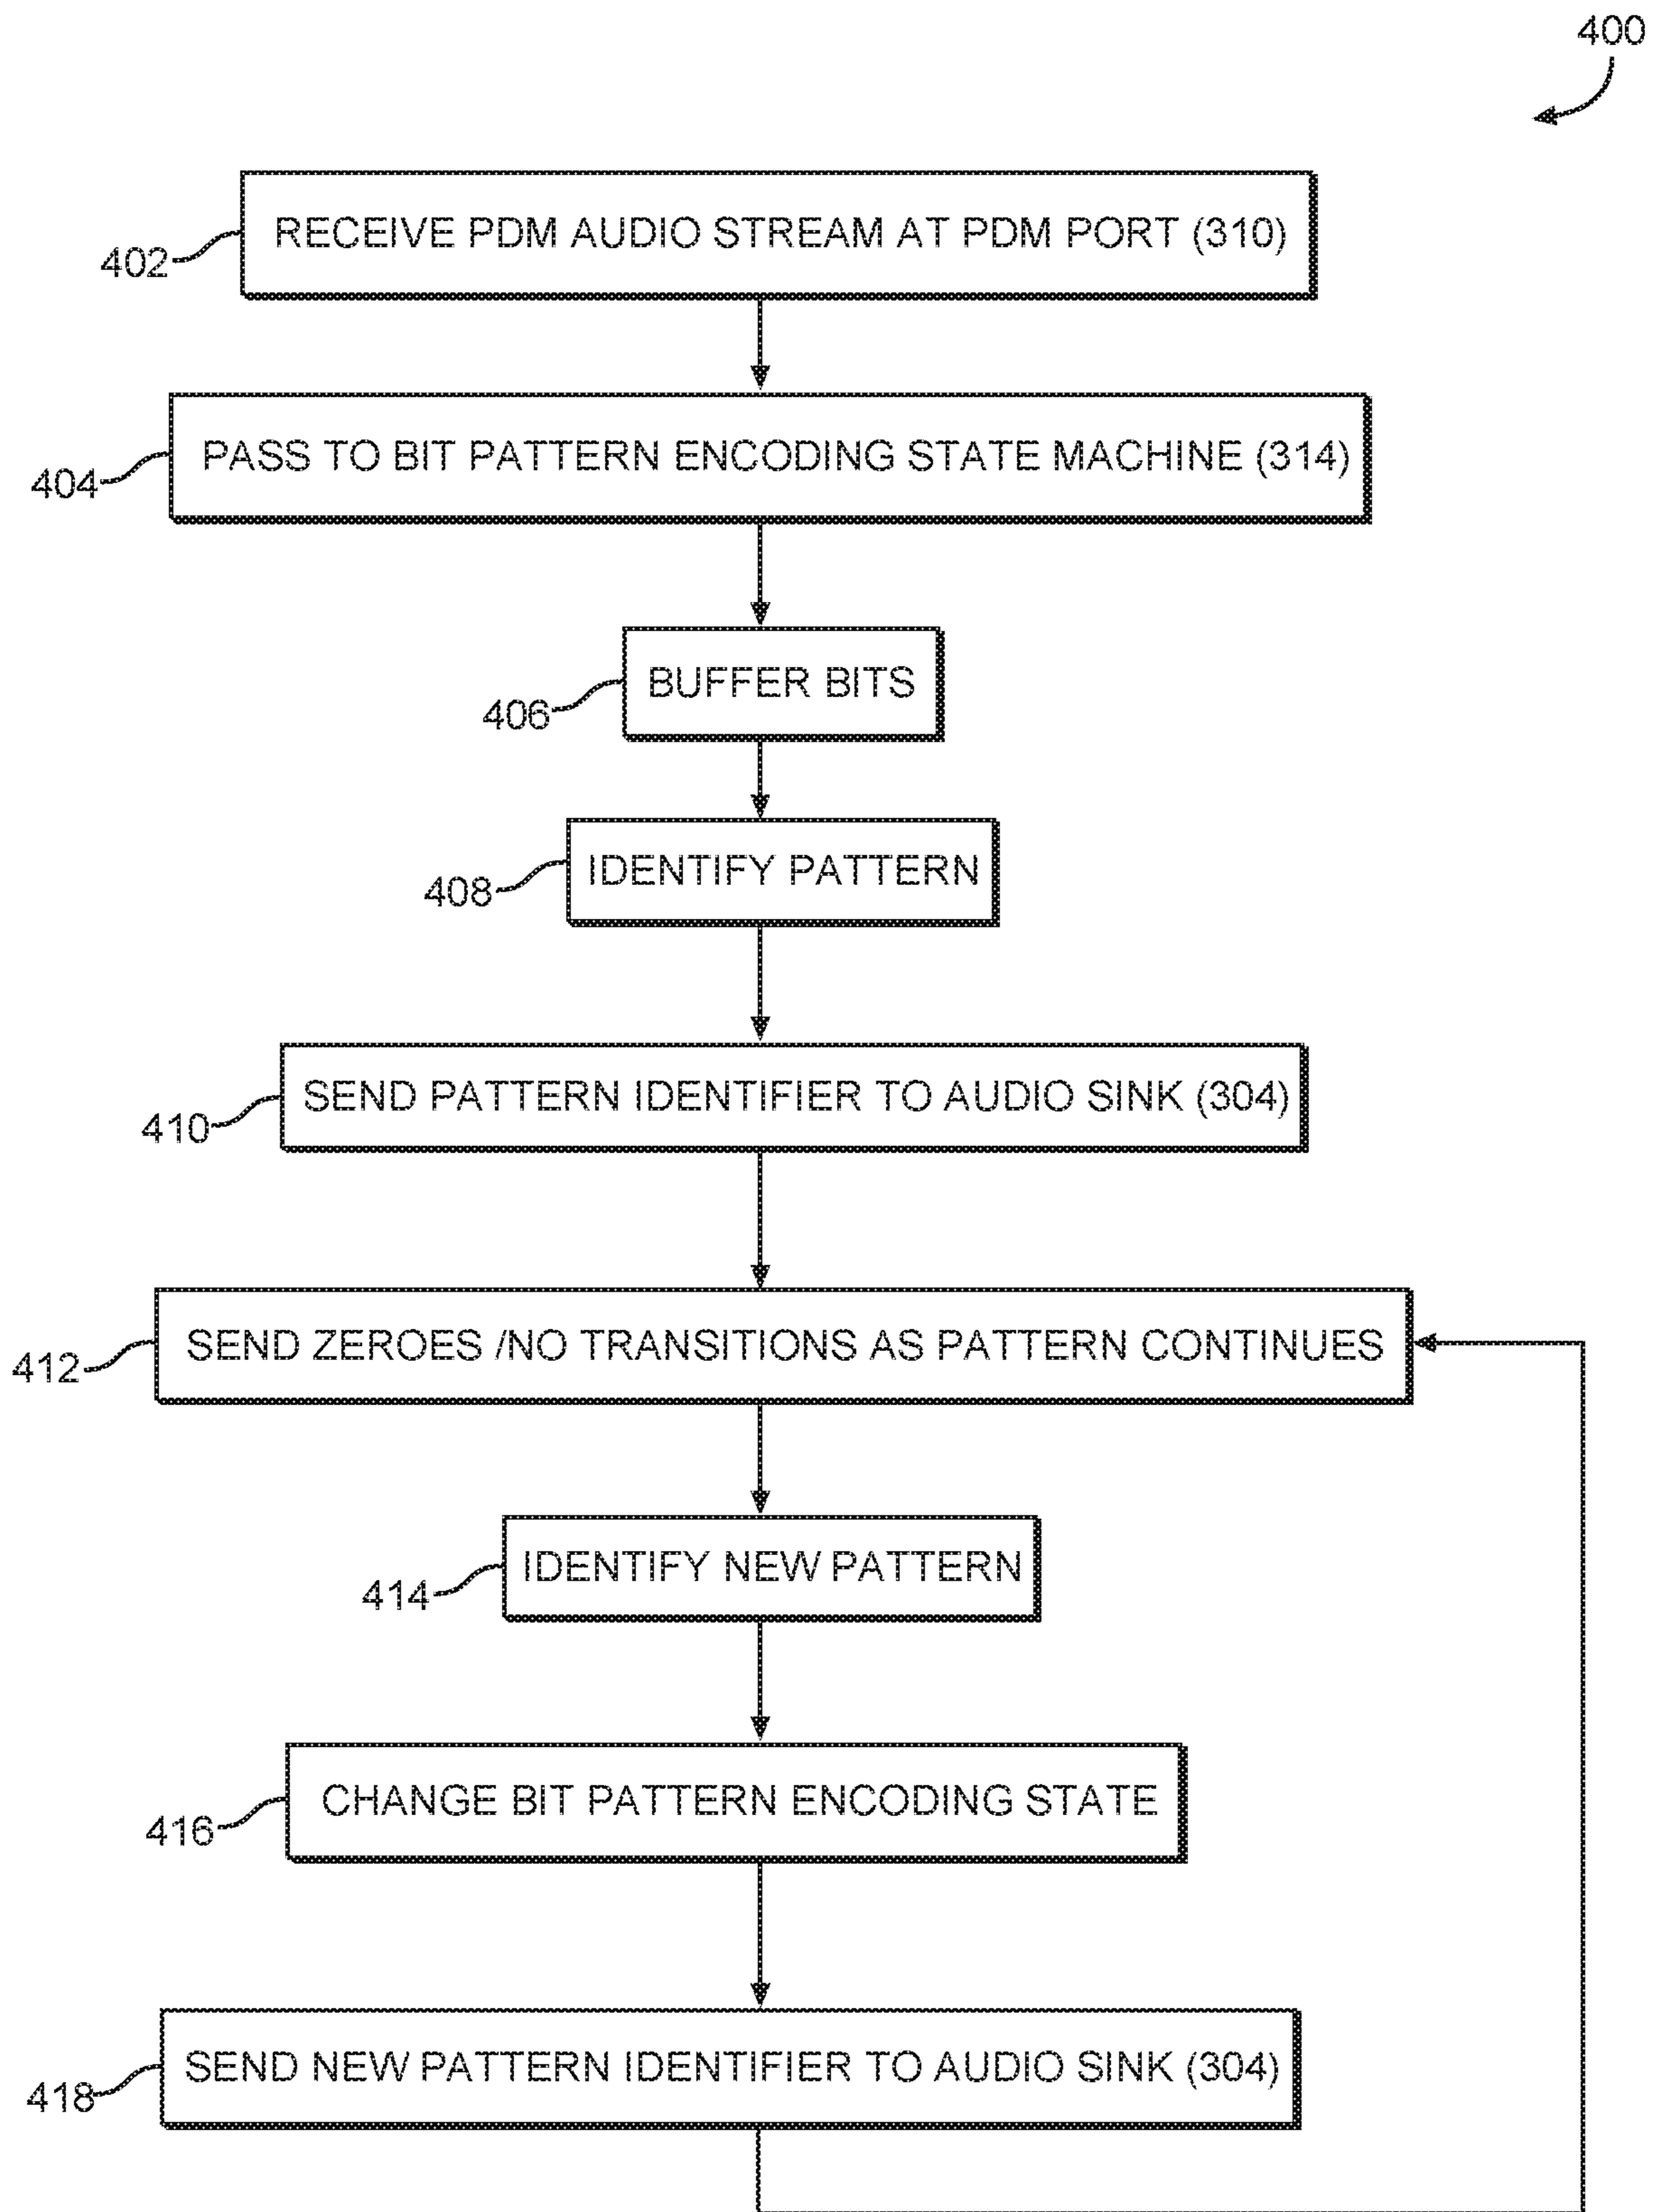 400
RECEIVE PDM AUDIO STREAM AT PDM PORT (310)
402
PASS TO BIT PATTERN ENCODING STATE MACHINE (314)
404
BUFFER BITS
406
IDENTIFY PATTERN
408
SEND PATTERN IDENTIFIER TO AUDIO SINK (304)
410
SEND ZEROES /NO TRANSITIONS AS PATTERN CONTINUES
412
IDENTIFY NEW PATTERN
414
CHANGE BIT PATTERN ENCODING STATE
416
SEND NEW PATTERN IDENTIFIER TO AUDIO SINK (304)
418